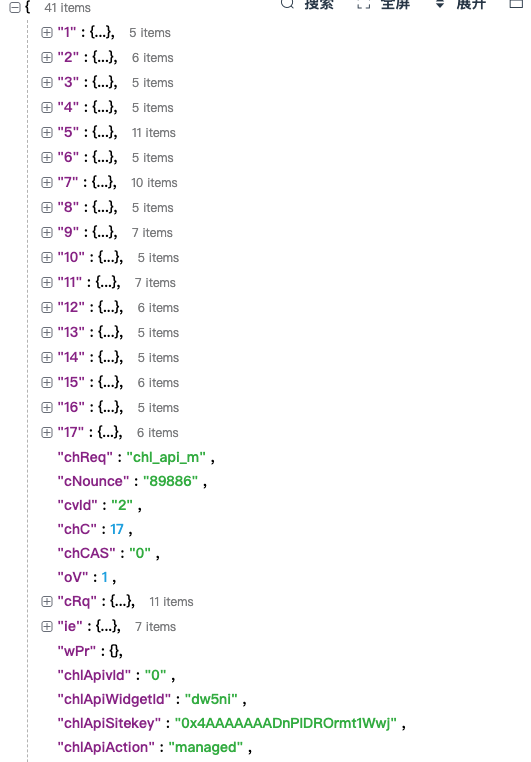 { 41 items 搜索 全屏 展开
"1" : {...}, 5 items
"2" : {...}, 6 items
"3" : {...}, 5 items
"4" : {...}, 5 items
"5" : {...}, 11 items
"6" : {...}, 5 items
"7" : {...}, 10 items
"8" : {...}, 5 items
"9" : {...}, 7 items
"10" : {...}, 5 items
"11" : {...}, 7 items
"12" : {...}, 6 items
"13" : {...}, 5 items
"14" : {...}, 5 items
"15" : {...}, 6 items
"16" : {...}, 5 items
"17" : {...}, 6 items
"chReq" : "chl_api_m" ,
"cNounce" : "89886" ,
"cvId" : "2" ,
"chC" : 17 ,
"chCAS" : "0" ,
"oV" : 1 ,
"cRq" : {...}, 11 items
"ie" : {...}, 7 items
"wPr" : {},
"chlApivId" : "0" ,
"chlApiWidgetId" : "dw5ni" ,
"chlApiSitekey" : "0x4AAAAAAADnPIDROrmt1Wwj" ,
"chlApiAction" : "managed" ,